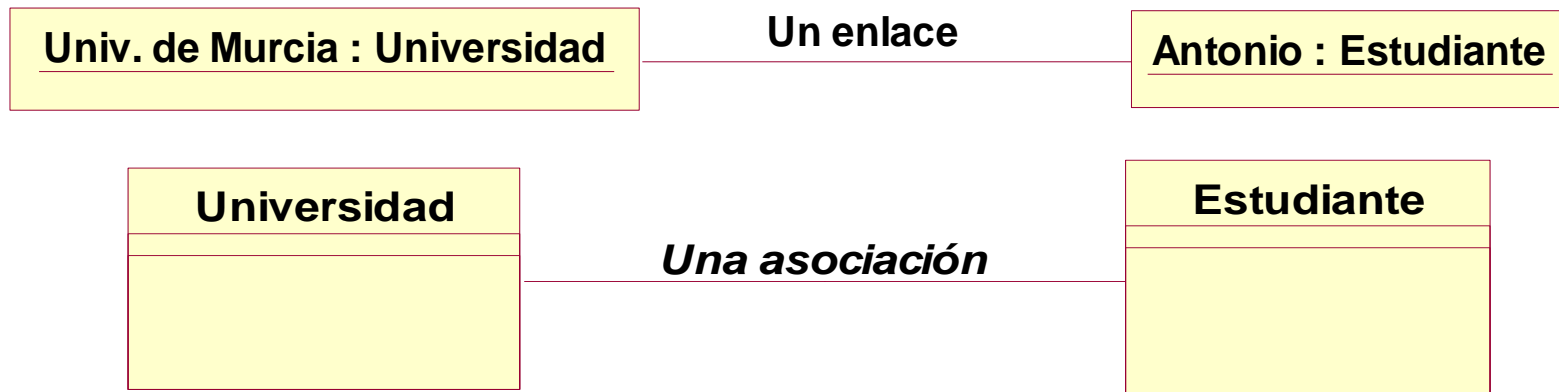 Univ. de Murcia : Universidad
Un enlace
Antonio : Estudiante
Universidad
Una asociación
Estudiante